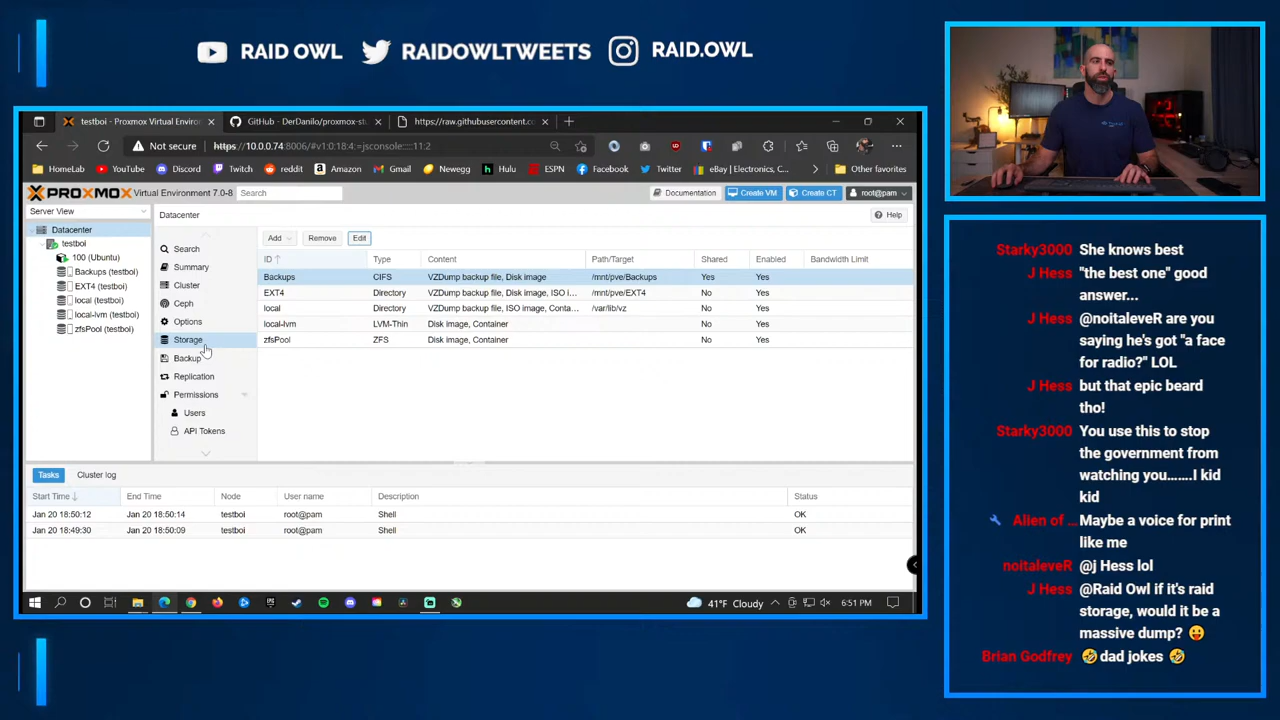 RAID OWL
RAIDOWLTWEETS
RAID.OWL
testboi - Proxmox Virtual Environ
GitHub - DerDanilo/proxmox-stu
https://raw.githubusercontent.co
Not secure
https://10.0.0.74:8006/#v1:0:18:4:=jsconsole::::11:2
HomeLab
YouTube
Discord
Twitch
reddit
Amazon
Gmail
Newegg
Hulu
ESPN
Facebook
Twitter
eBay (Electronics, C...
Other favorites
PROXMOX Virtual Environment 7.0-8
Search
Documentation
Create VM
Create CT
root@pam
Server View
Datacenter
Help
Datacenter
testboi
100 (Ubuntu)
Backups (testboi)
EXT4 (testboi)
local (testboi)
local-lvm (testboi)
zfsPool (testboi)
Search
Summary
Cluster
Ceph
Options
Storage
Backup
Replication
Permissions
Users
API Tokens
Add
Remove
Edit
ID Type Content Path/Target Shared Enabled Bandwidth Limit
Backups CIFS VZDump backup file, Disk image /mnt/pve/Backups Yes Yes
EXT4 Directory VZDump backup file, Disk image, ISO i... /mnt/pve/EXT4 No Yes
local Directory VZDump backup file, ISO image, Conta... /var/lib/vz No Yes
local-lvm LVM-Thin Disk image, Container No Yes
zfsPool ZFS Disk image, Container No Yes
Tasks
Cluster log
Start Time End Time Node User name Description Status
Jan 20 18:50:12 Jan 20 18:50:14 testboi root@pam Shell OK
Jan 20 18:49:30 Jan 20 18:50:09 testboi root@pam Shell OK
41°F Cloudy
6:51 PM
Starky3000 She knows best
J Hess "the best one" good
answer...
J Hess @noitaleveR are you
saying he's got "a face
for radio?" LOL
J Hess but that epic beard
tho!
Starky3000 You use this to stop
the government from
watching you.......I kid
kid
Alien of ... Maybe a voice for print
like me
noitaleveR @j Hess lol
J Hess @Raid Owl if it's raid
storage, would it be a
massive dump? 😛
Brian Godfrey 🤣dad jokes 🤣